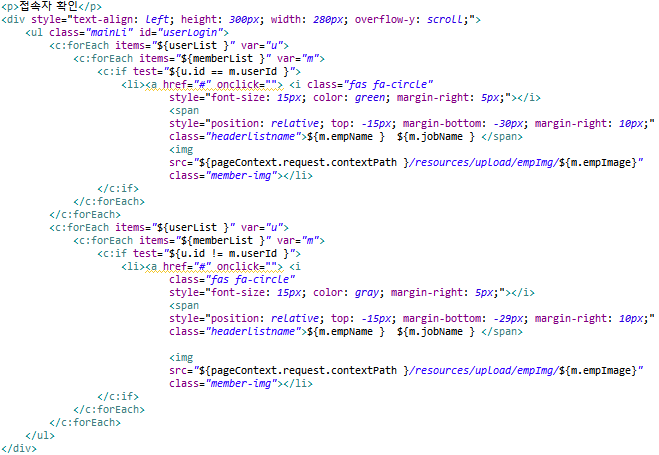 <p>접속자 확인</p>
<div style="text-align: left; height: 300px; width: 280px; overflow-y: scroll;">
    <ul class="mainLi" id="userLogin">
        <c:forEach items="${userList }" var="u">
            <c:forEach items="${memberList }" var="m">
                <c:if test="${u.id == m.userId }">
                    <li><a href="#" onclick=""> <i class="fas fa-circle"
                            style="font-size: 15px; color: green; margin-right: 5px;"></i>
                            <span
                            style="position: relative; top: -15px; margin-bottom: -30px; margin-right: 10px;"
                            class="headerlistname">${m.empName }  ${m.jobName } </span>
                            <img
                            src="${pageContext.request.contextPath }/resources/upload/empImg/${m.empImage}"
                            class="member-img"></li>
                </c:if>
            </c:forEach>
        </c:forEach>
        <c:forEach items="${userList }" var="u">
            <c:forEach items="${memberList }" var="m">
                <c:if test="${u.id != m.userId }">
                    <li><a href="#" onclick=""> <i
                            class="fas fa-circle"
                            style="font-size: 15px; color: gray; margin-right: 5px;"></i>
                            <span
                            style="position: relative; top: -15px; margin-bottom: -29px; margin-right: 10px;"
                            class="headerlistname">${m.empName }  ${m.jobName } </span>

                            <img
                            src="${pageContext.request.contextPath }/resources/upload/empImg/${m.empImage}"
                            class="member-img"></li>
                </c:if>
            </c:forEach>
        </c:forEach>
    </ul>
</div>